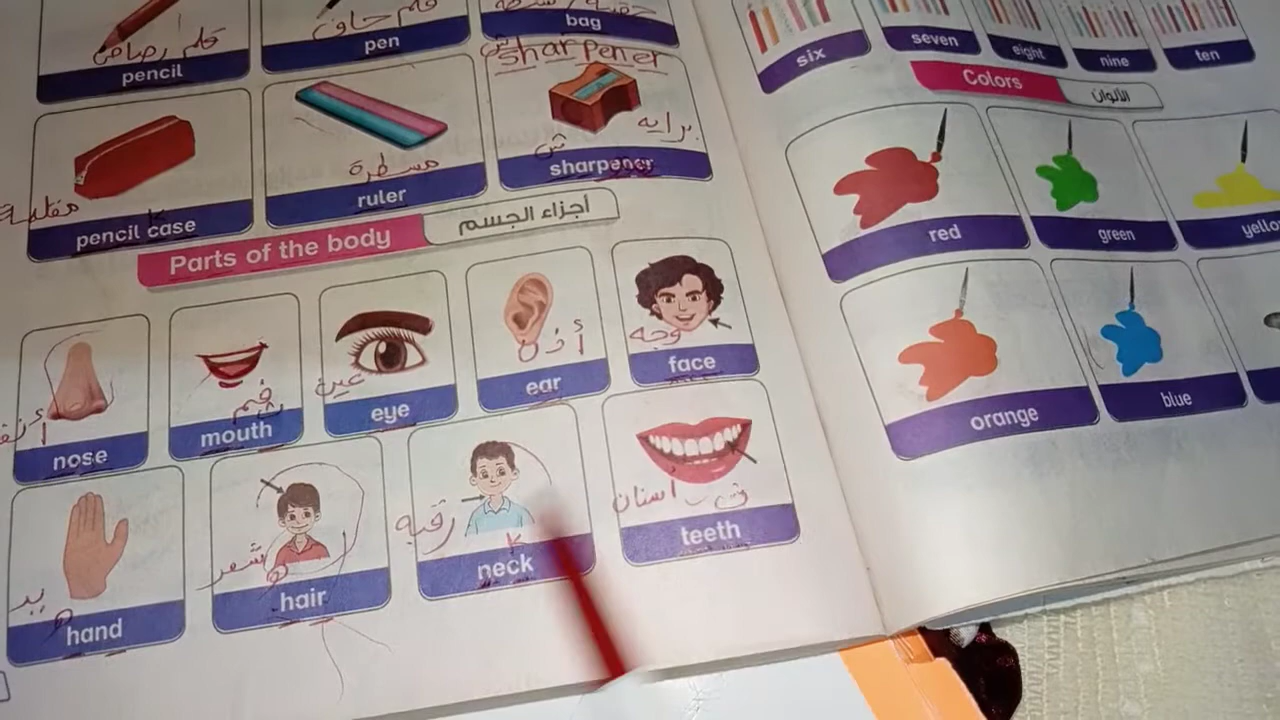 قلم رصاص
pencil
قلم جاف
pen
bag
sharpener
مقلمة
pencil case
مسطرة
ruler
برايه
ش
sharpener
Parts of the body
أجزاء الجسم
nose
فم
mouth
عين
eye
أذن
ear
وجه
face
يد
hand
شعر
hair
رقبه
neck
أسنان
teeth
six
seven
eight
nine
ten
Colors
الألوان
red
green
orange
blue